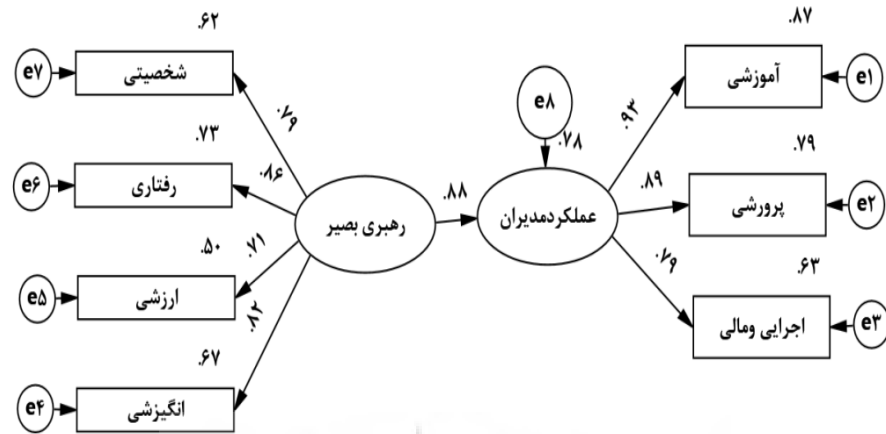 .۶۲
e۷
شخصیتی
.۷۹
.۷۳
e۶
رفتاری
.۸۶
.۵۰
e۵
ارزشی
.۷۱
.۶۷
e۴
انگیزشی
.۸۲
رهبری بصیر
.۸۸
e۸
.۷۸
عملکردمدیران
.۹۳
.۸۷
آموزشی
e۱
.۸۹
.۷۹
پرورشی
e۲
.۷۹
.۶۳
اجرایی ومالی
e۳